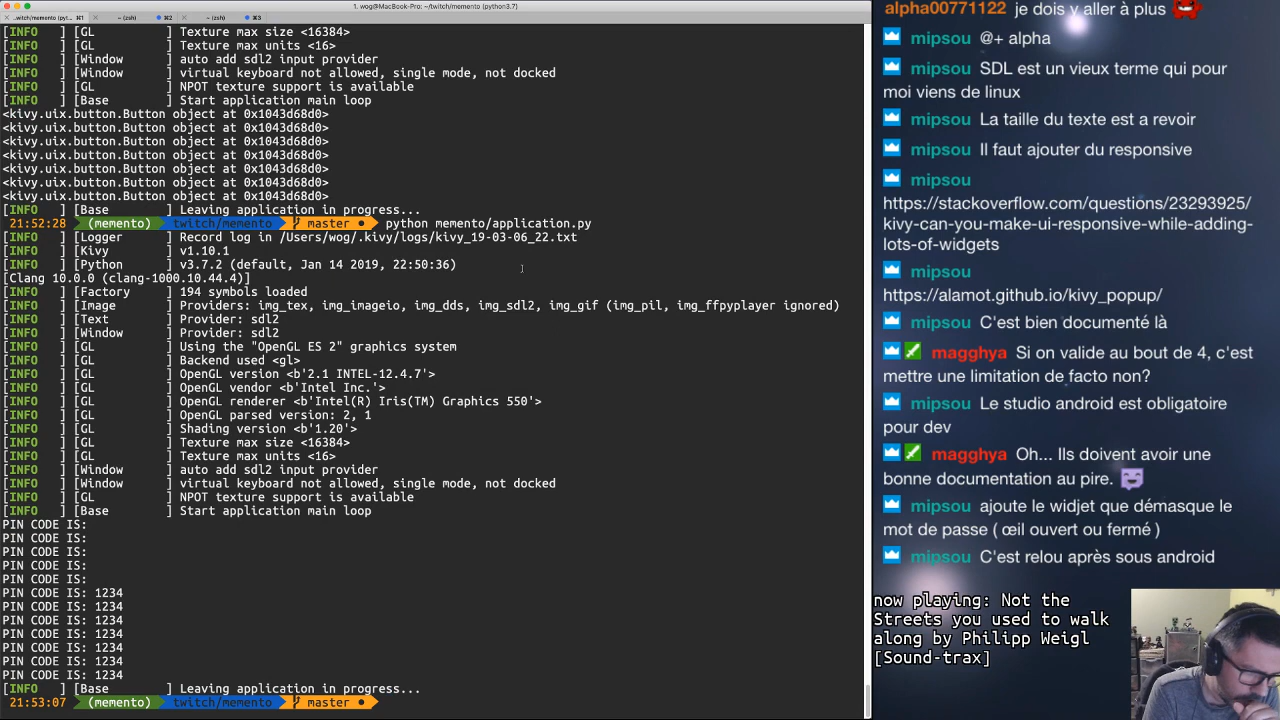 1. wog@MacBook-Pro: ~/twitch/memento (python3.7)
..witch/memento (pyt... ⌘1
~ (zsh)
⌘2
~ (zsh)
⌘3
[INFO   ] [GL          ] Texture max size <16384>
[INFO   ] [GL          ] Texture max units <16>
[INFO   ] [Window      ] auto add sdl2 input provider
[INFO   ] [Window      ] virtual keyboard not allowed, single mode, not docked
[INFO   ] [GL          ] NPOT texture support is available
[INFO   ] [Base        ] Start application main loop
<kivy.uix.button.Button object at 0x1043d68d0>
<kivy.uix.button.Button object at 0x1043d68d0>
<kivy.uix.button.Button object at 0x1043d68d0>
<kivy.uix.button.Button object at 0x1043d68d0>
<kivy.uix.button.Button object at 0x1043d68d0>
<kivy.uix.button.Button object at 0x1043d68d0>
<kivy.uix.button.Button object at 0x1043d68d0>
[INFO   ] [Base        ] Leaving application in progress...
21:52:28 (memento) twitch/memento master ● python memento/application.py
[INFO   ] [Logger      ] Record log in /Users/wog/.kivy/logs/kivy_19-03-06_22.txt
[INFO   ] [Kivy        ] v1.10.1
[INFO   ] [Python      ] v3.7.2 (default, Jan 14 2019, 22:50:36)
[Clang 10.0.0 (clang-1000.10.44.4)]
[INFO   ] [Factory     ] 194 symbols loaded
[INFO   ] [Image       ] Providers: img_tex, img_imageio, img_dds, img_sdl2, img_gif (img_pil, img_ffpyplayer ignored)
[INFO   ] [Text        ] Provider: sdl2
[INFO   ] [Window      ] Provider: sdl2
[INFO   ] [GL          ] Using the "OpenGL ES 2" graphics system
[INFO   ] [GL          ] Backend used <gl>
[INFO   ] [GL          ] OpenGL version <b'2.1 INTEL-12.4.7'>
[INFO   ] [GL          ] OpenGL vendor <b'Intel Inc.'>
[INFO   ] [GL          ] OpenGL renderer <b'Intel(R) Iris(TM) Graphics 550'>
[INFO   ] [GL          ] OpenGL parsed version: 2, 1
[INFO   ] [GL          ] Shading version <b'1.20'>
[INFO   ] [GL          ] Texture max size <16384>
[INFO   ] [GL          ] Texture max units <16>
[INFO   ] [Window      ] auto add sdl2 input provider
[INFO   ] [Window      ] virtual keyboard not allowed, single mode, not docked
[INFO   ] [GL          ] NPOT texture support is available
[INFO   ] [Base        ] Start application main loop
PIN CODE IS:
PIN CODE IS:
PIN CODE IS:
PIN CODE IS:
PIN CODE IS:
PIN CODE IS: 1234
PIN CODE IS: 1234
PIN CODE IS: 1234
PIN CODE IS: 1234
PIN CODE IS: 1234
PIN CODE IS: 1234
PIN CODE IS: 1234
[INFO   ] [Base        ] Leaving application in progress...
21:53:07 (memento) twitch/memento master ●
alpha00771122 je dois y aller à plus
mipsou @+ alpha
mipsou SDL est un vieux terme qui pour
moi viens de linux
mipsou La taille du texte est a revoir
mipsou Il faut ajouter du responsive
mipsou
https://stackoverflow.com/questions/23293925/
kivy-can-you-make-ui-responsive-while-adding-
lots-of-widgets
mipsou
https://alamot.github.io/kivy_popup/
mipsou C'est bien documenté là
magghya Si on valide au bout de 4, c'est
mettre une limitation de facto non?
mipsou Le studio android est obligatoire
pour dev
magghya Oh... Ils doivent avoir une
bonne documentation au pire.
mipsou ajoute le widjet que démasque le
mot de passe ( œil ouvert ou fermé )
mipsou C'est relou après sous android
now playing: Not the
Streets you used to walk
along by Philipp Weigl
[Sound-trax]